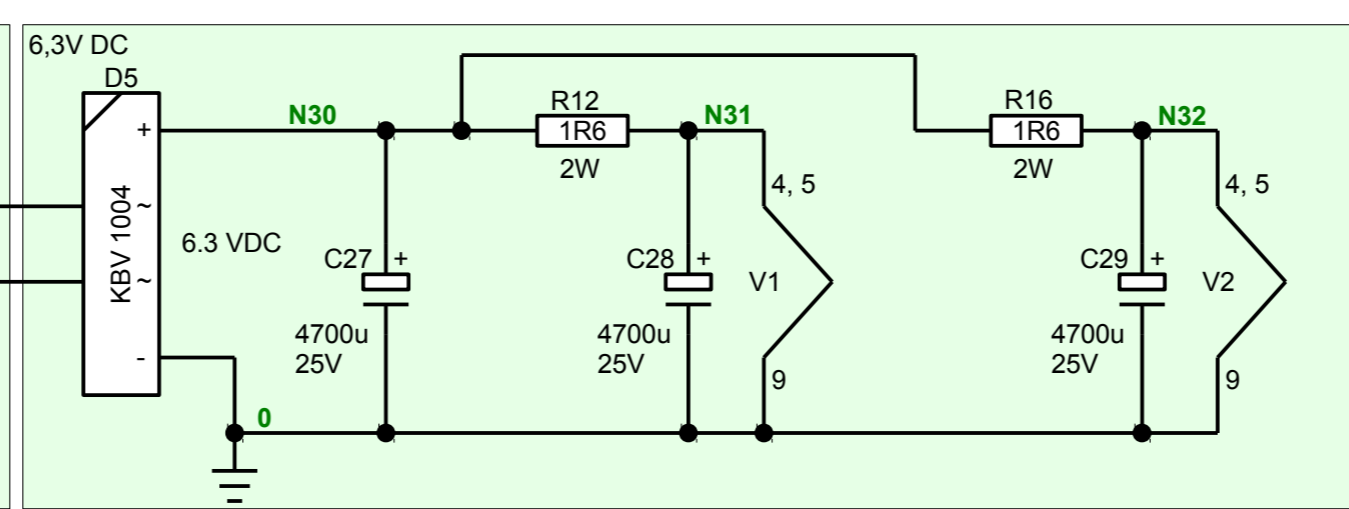 6,3V DC
D5
+
KBV 1004
~
~
-
6.3 VDC
N30
0
C27
+
4700u
25V
R12
1R6
2W
N31
C28
+
4700u
25V
4, 5
V1
9
R16
1R6
2W
N32
C29
+
4700u
25V
4, 5
V2
9